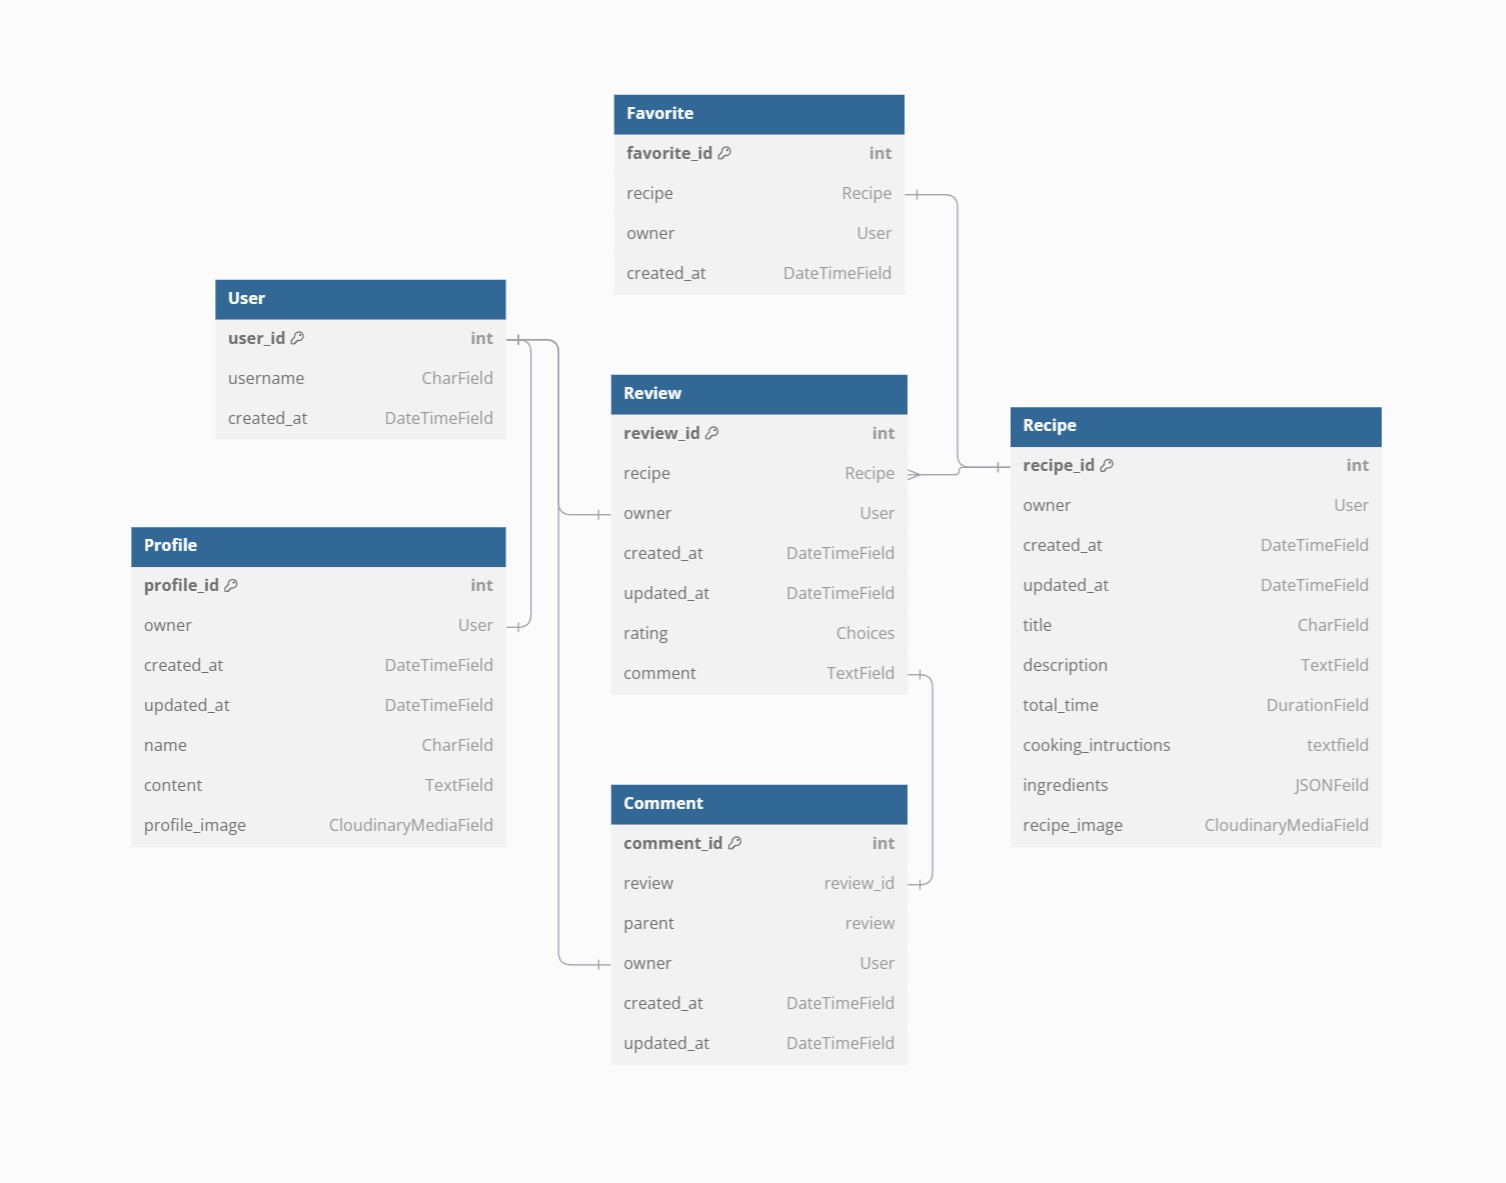 Favorite
favorite_id int
recipe Recipe
owner User
created_at DateTimeField
User
user_id int
username CharField
created_at DateTimeField
Review
review_id int
recipe Recipe
owner User
created_at DateTimeField
updated_at DateTimeField
rating Choices
comment TextField
Recipe
recipe_id int
owner User
created_at DateTimeField
updated_at DateTimeField
title CharField
description TextField
total_time DurationField
cooking_intructions textfield
ingredients JSONFeild
recipe_image CloudinaryMediaField
Profile
profile_id int
owner User
created_at DateTimeField
updated_at DateTimeField
name CharField
content TextField
profile_image CloudinaryMediaField
Comment
comment_id int
review review_id
parent review
owner User
created_at DateTimeField
updated_at DateTimeField